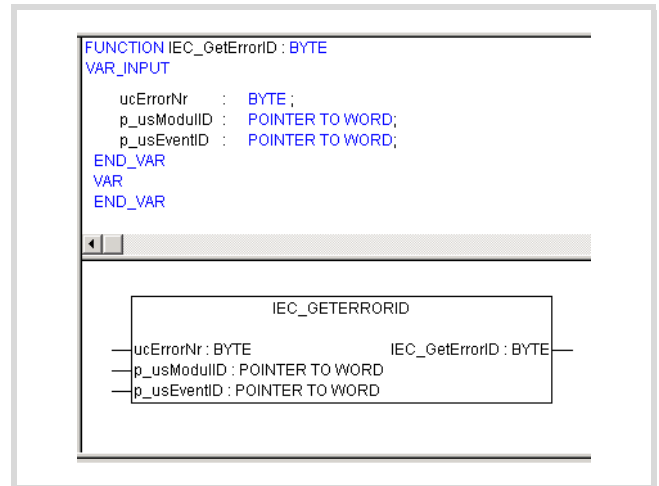 FUNCTION IEC_GetErrorID : BYTE
VAR_INPUT
ucErrorNr : BYTE ;
p_usModulID : POINTER TO WORD;
p_usEventID : POINTER TO WORD;
END_VAR
VAR
END_VAR
IEC_GETERRORID
ucErrorNr : BYTE IEC_GetErrorID : BYTE
p_usModulID : POINTER TO WORD
p_usEventID : POINTER TO WORD